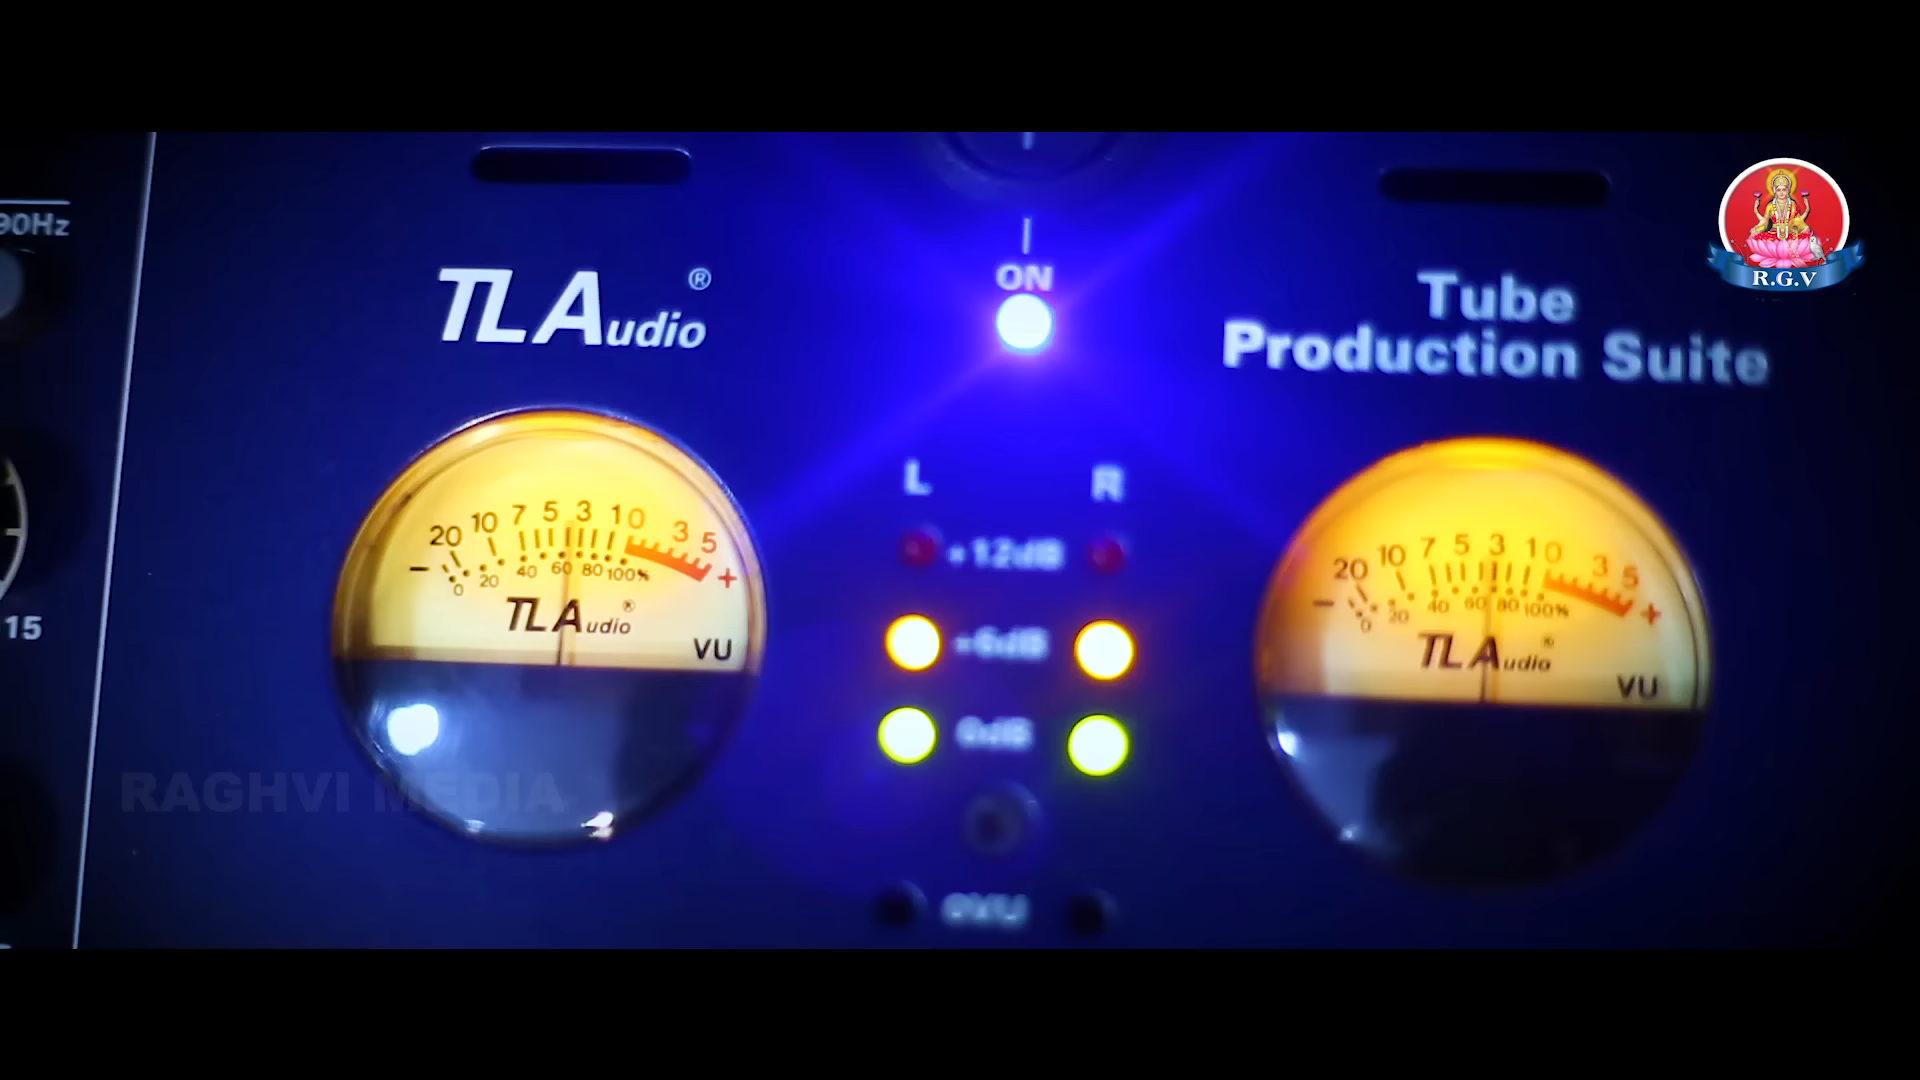 90Hz
15
TLAudio®
ON
Tube
Production Suite
R.G.V
L R
+12dB
+6dB
0dB
20 10 7 5 3 1 0 3 5
- 0 20 40 60 80 100% +
TLAudio®
VU
20 10 7 5 3 1 0 3 5
- 0 20 40 60 80 100% +
TLAudio®
VU
RAGHVI MEDIA